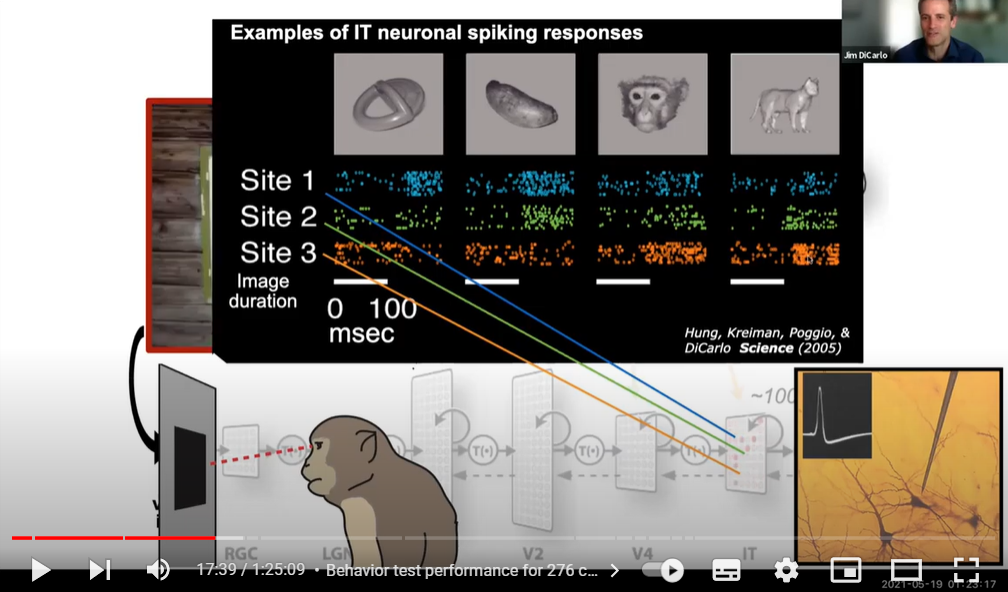 Examples of IT neuronal spiking responses
Jim DiCarlo
Site 1
Site 2
Site 3
Image
duration
0 100
msec
Hung, Kreiman, Poggio, &
DiCarlo Science (2005)
~100
T(•) T(•) T(•) T(•)
RGC LGN V2 V4 IT
17:39 / 1:25:09 • Behavior test performance for 276 c...
2021-05-19 01:23:17